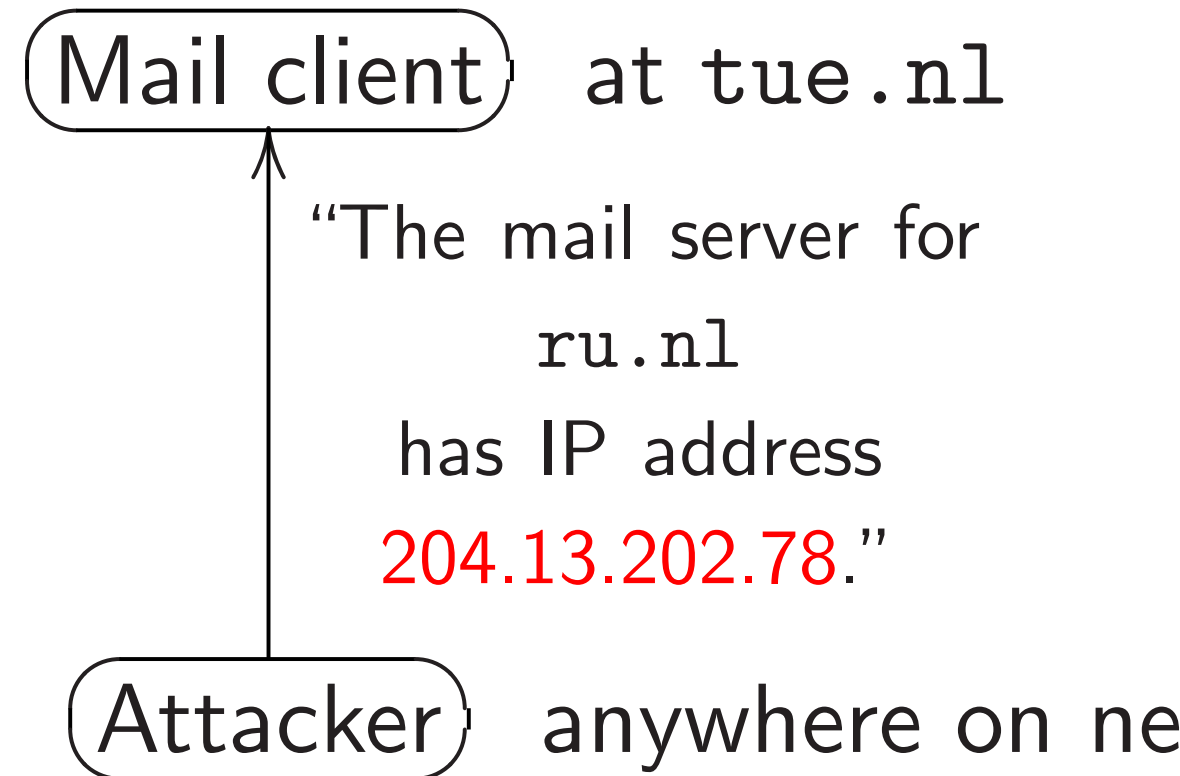 Mail client at tue.nl
“The mail server for
ru.nl
has IP address
204.13.202.78.”
Attacker anywhere on ne